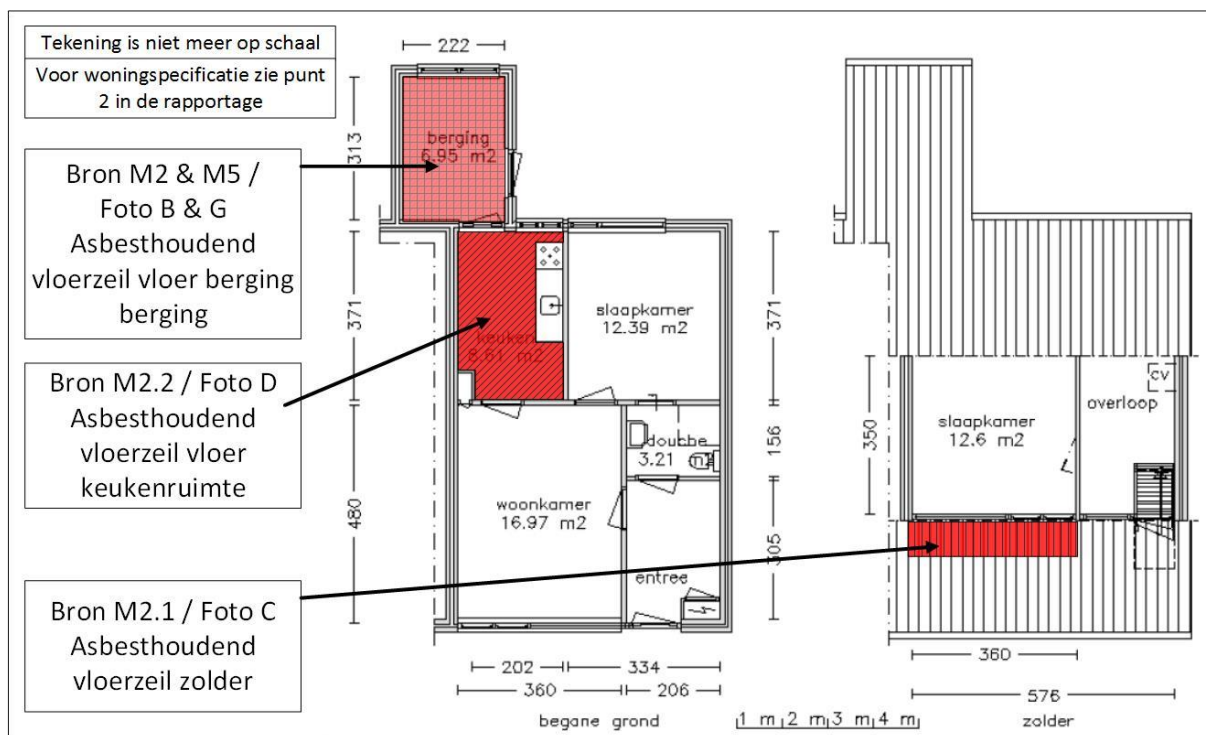 Tekening is niet meer op schaal
Voor woningspecificatie zie punt
2 in de rapportage
Bron M2 & M5 /
Foto B & G
Asbesthoudend
vloerzeil vloer berging
berging
Bron M2.2 / Foto D
Asbesthoudend
vloerzeil vloer
keukenruimte
Bron M2.1 / Foto C
Asbesthoudend
vloerzeil zolder
222
313
371
480
berging
6.95 m2
keuken
8.61 m2
slaapkamer
12.39 m2
douche
3.21 m2
woonkamer
16.97 m2
entree
371
156
305
202
334
360
206
begane grond
1 m 2 m 3 m 4 m
350
slaapkamer
12.6 m2
overloop
cv
360
576
zolder